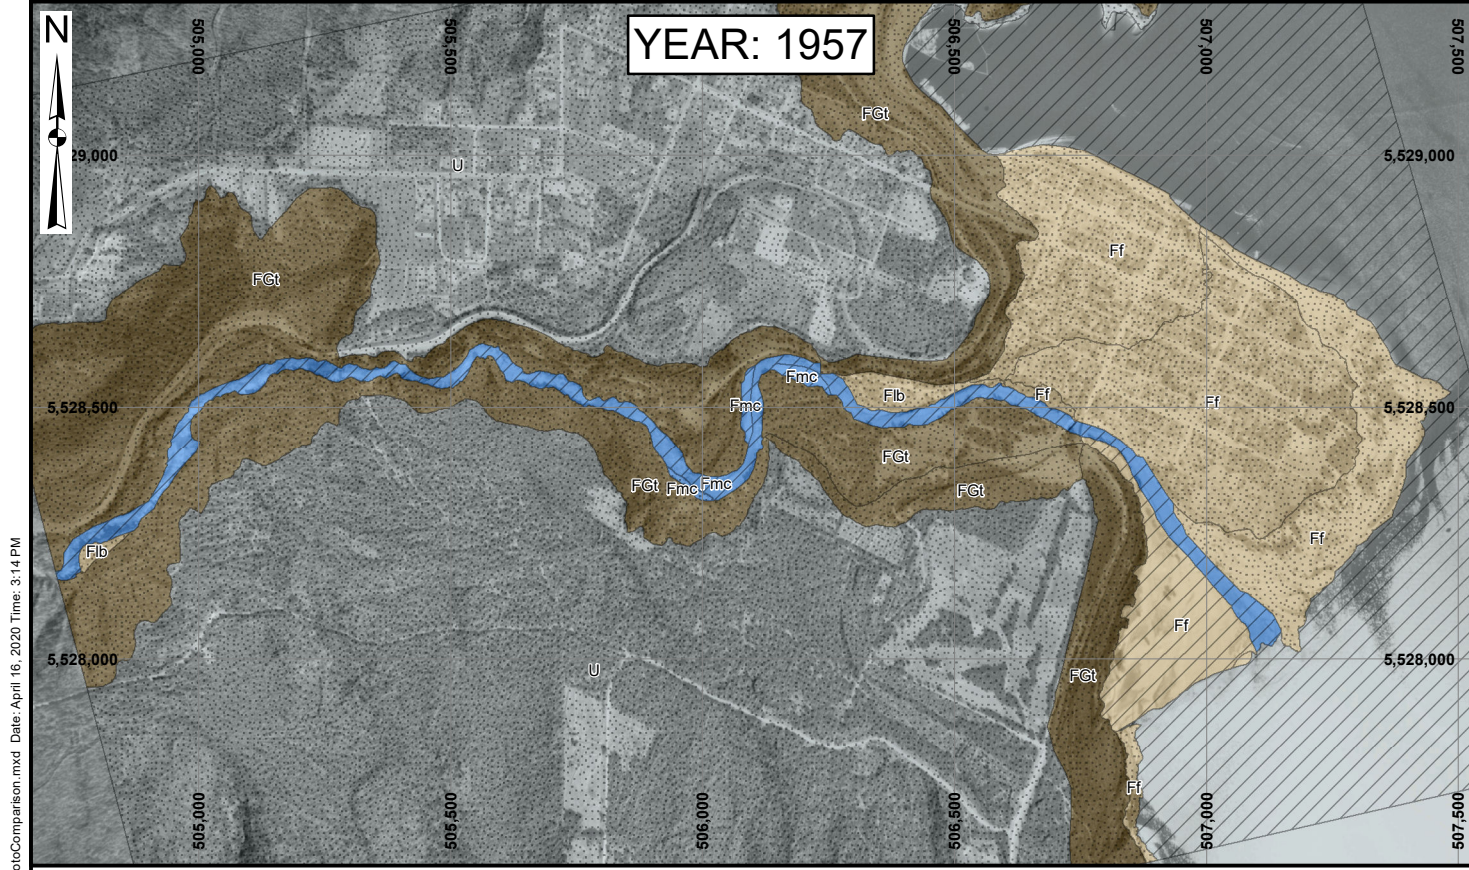 N
YEAR: 1957
505,000
505,500
506,500
507,000
507,500
FGt
29,000
U
5,529,000
Ff
FGt
Fmc
Flb
Ff
Ff
5,528,500
Fmc
5,528,500
FGt
FGt
Fmc
Fmc
FGt
Ff
Flb
Ff
5,528,000
U
FGt
5,528,000
Ff
505,000
505,500
506,000
506,500
507,000
507,500
otoComparison.mxd Date: April 16, 2020 Time: 3:14 PM